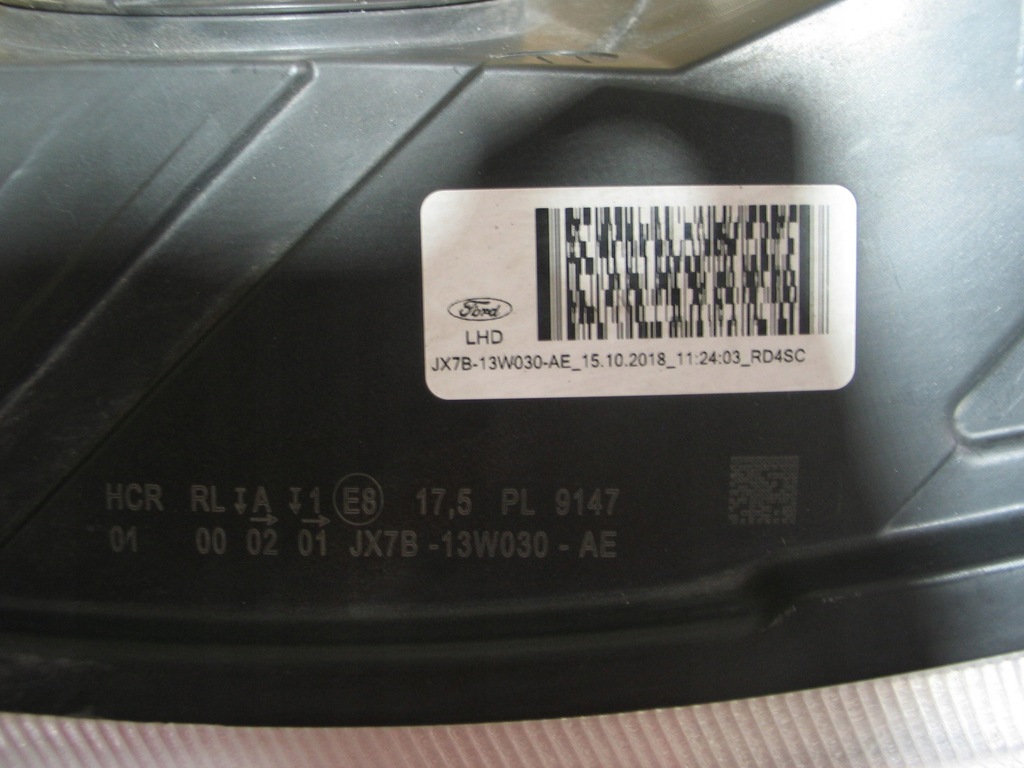 Ford
LHD
JX7B-13W030-AE_15.10.2018_11:24:03_RD4SC
HCR RL A 1 E8 17,5 PL 9147
01 00 02 01 JX7B-13W030-AE